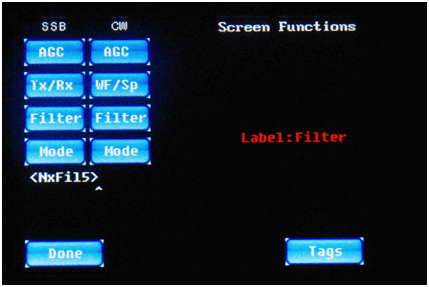 SSB CW Screen Functions
AGC AGC
Tx/Rx WF/Sp
Filter Filter
Label:Filter
Mode Mode
<NxFil5>
^
Done Tags